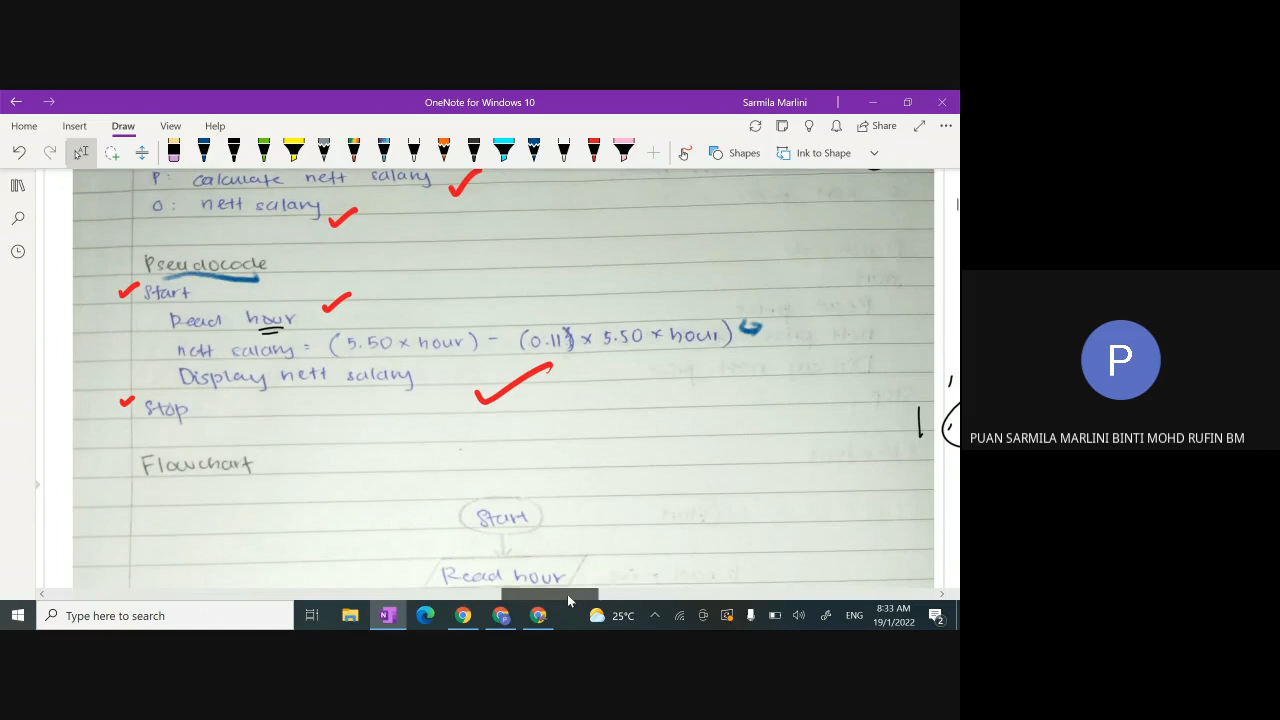 OneNote for Windows 10
Sarmila Marlini
Home Insert Draw View Help
Share
Shapes
Ink to Shape
P: calculate nett salary
O: nett salary
Pseudocode
Start
Read hour
nett salary = (5.50 × hour) - (0.11 × 5.50 × hour)
Display nett salary
Stop
Flowchart
Start
Read hour
P
PUAN SARMILA MARLINI BINTI MOHD RUFIN BM
Type here to search
25°C
ENG
8:33 AM
19/1/2022
2